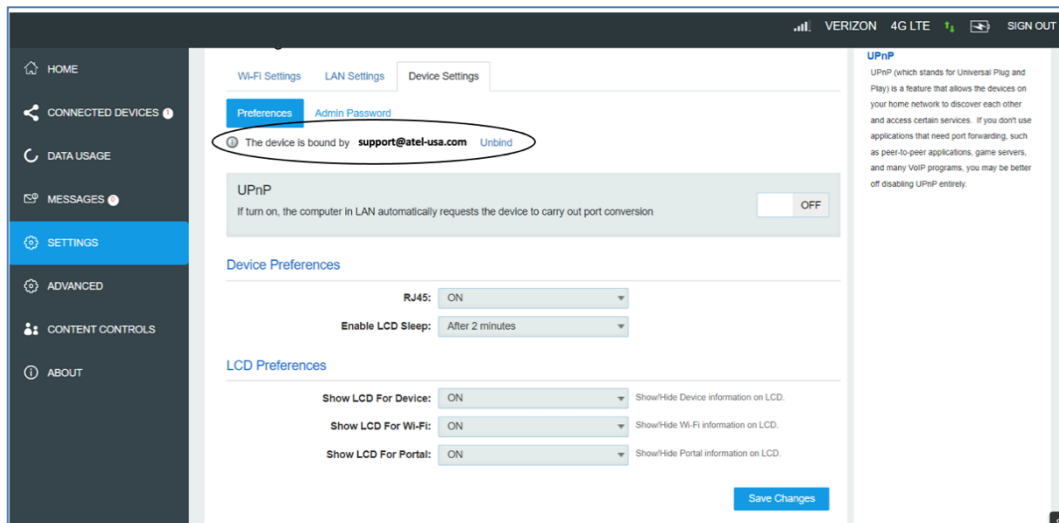 VERIZON 4G LTE SIGN OUT
HOME
CONNECTED DEVICES
DATA USAGE
MESSAGES
SETTINGS
ADVANCED
CONTENT CONTROLS
ABOUT
Wi-Fi Settings LAN Settings Device Settings
Preferences Admin Password
The device is bound by support@atel-usa.com Unbind
UPnP
If turn on, the computer in LAN automatically requests the device to carry out port conversion
OFF
Device Preferences
RJ45: ON
Enable LCD Sleep: After 2 minutes
LCD Preferences
Show LCD For Device: ON Show/Hide Device information on LCD.
Show LCD For Wi-Fi: ON Show/Hide Wi-Fi information on LCD.
Show LCD For Portal: ON Show/Hide Portal information on LCD.
Save Changes
UPnP
UPnP (which stands for Universal Plug and
Play) is a feature that allows the devices on
your home network to discover each other
and access certain services. If you don't use
applications that need port forwarding, such
as peer-to-peer applications, game servers,
and many VoIP programs, you may be better
off disabling UPnP entirely.